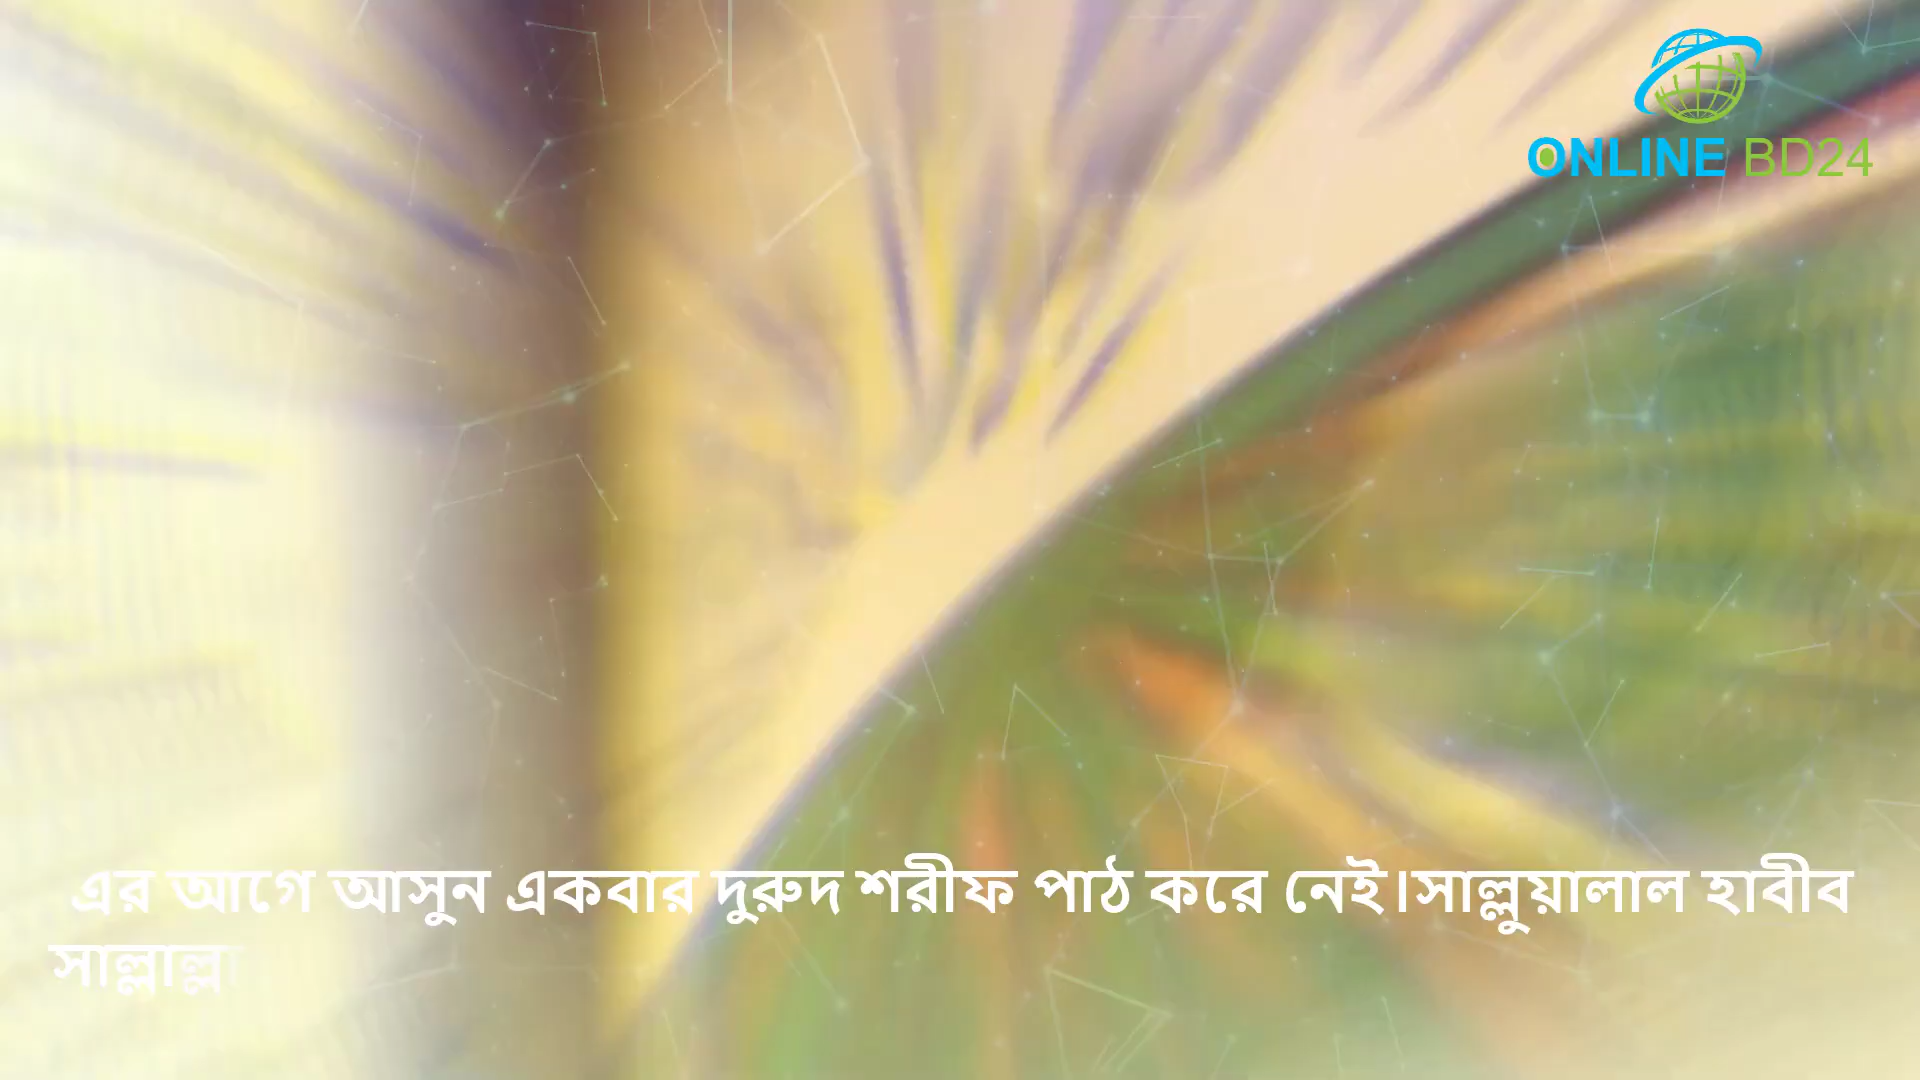 ONLINE BD24
এর আগে আসুন একবার দুরুদ শরীফ পাঠ করে নেই।সাল্লুয়ালাল হাবীব
সাল্লাল্লা